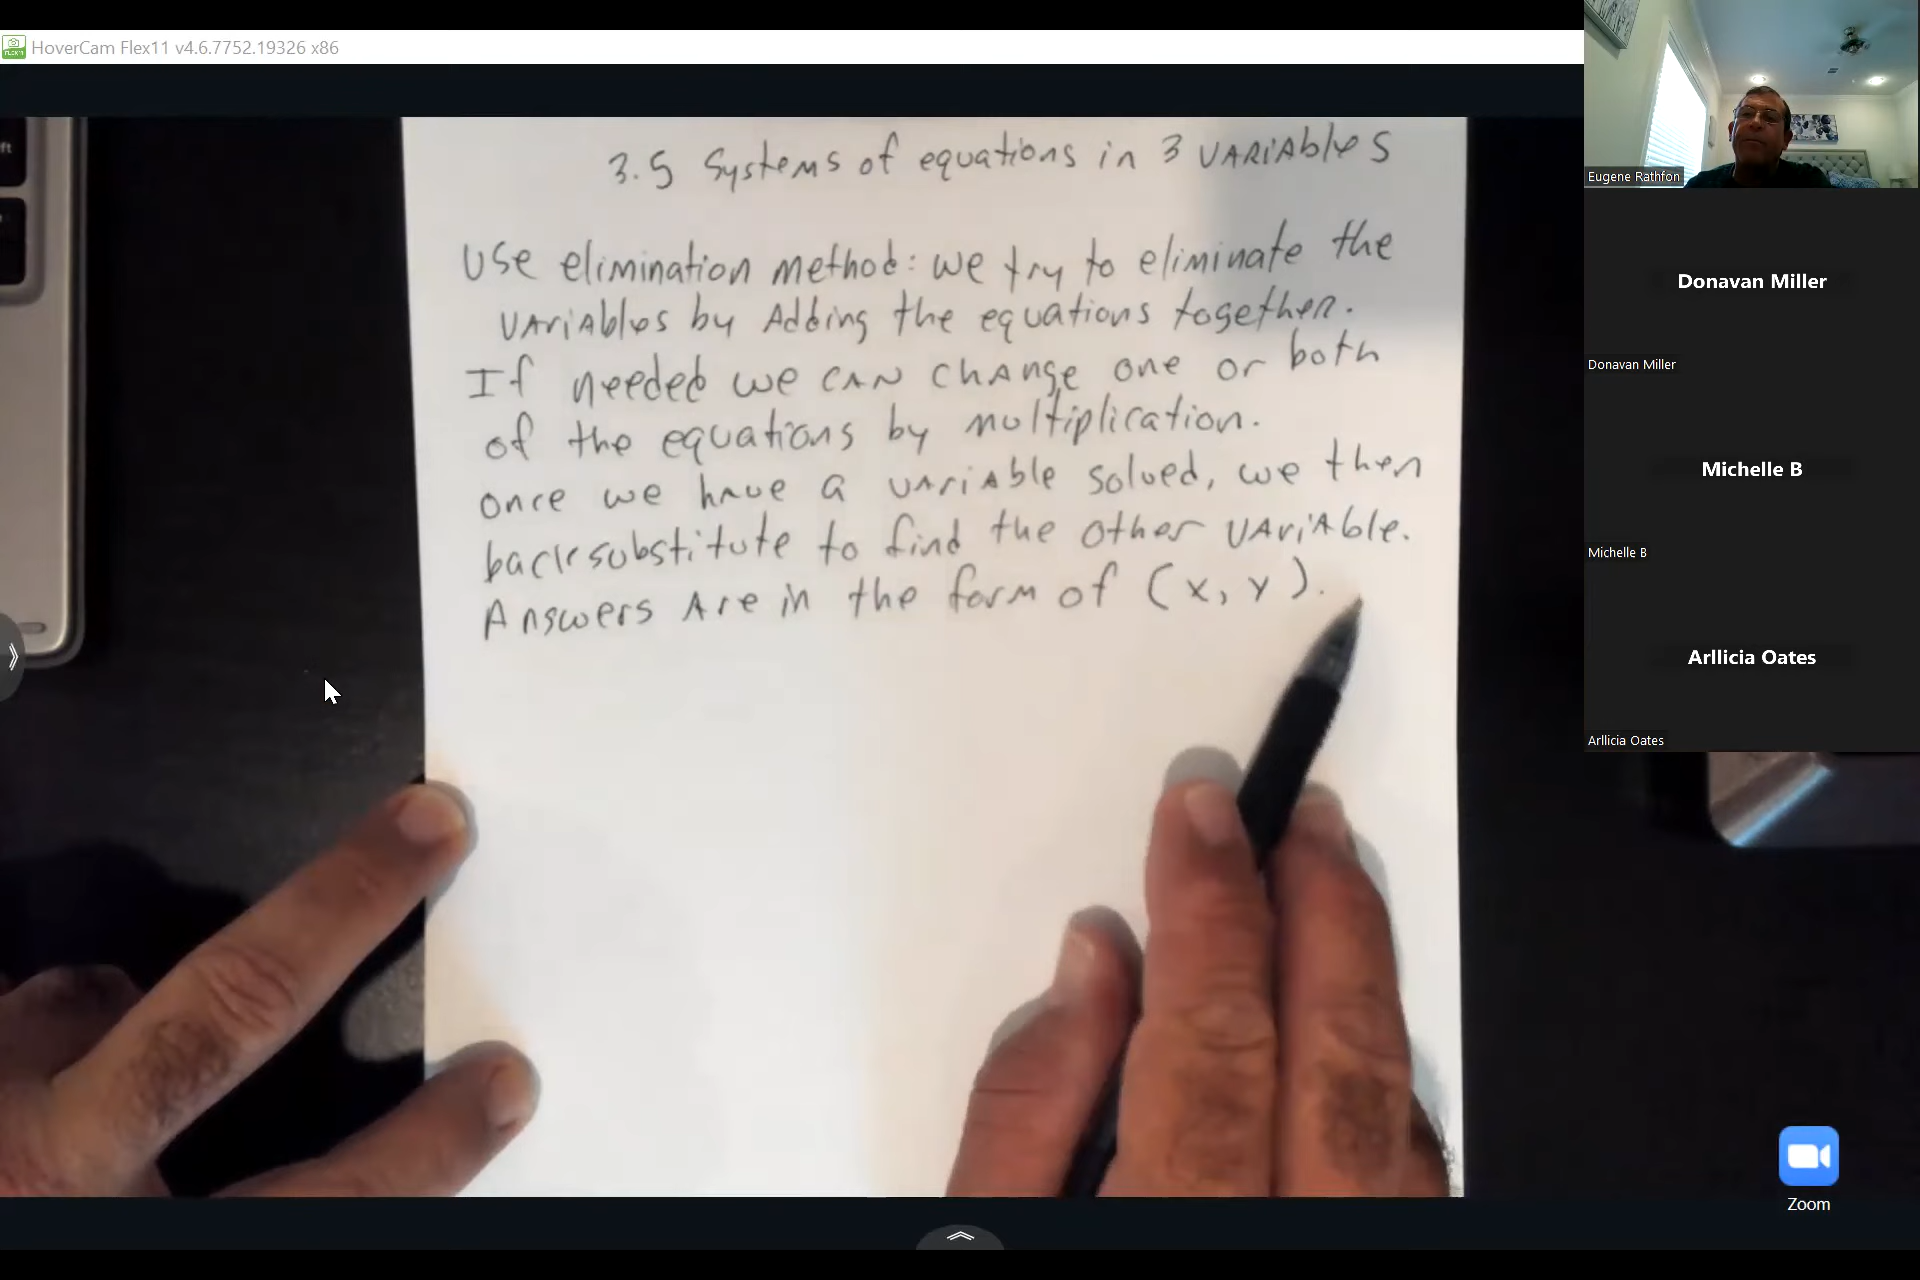 HoverCam Flex11 v4.6.7752.19326 x86
3.5 Systems of equations in 3 variables
Use elimination method: we try to eliminate the
variables by adding the equations together.
If needed we can change one or both
of the equations by multiplication.
once we have a variable solved, we then
backsubstitute to find the other variable.
Answers are in the form of (x, y).
Eugene Rathfon
Donavan Miller
Donavan Miller
Michelle B
Michelle B
Arllicia Oates
Arllicia Oates
Zoom